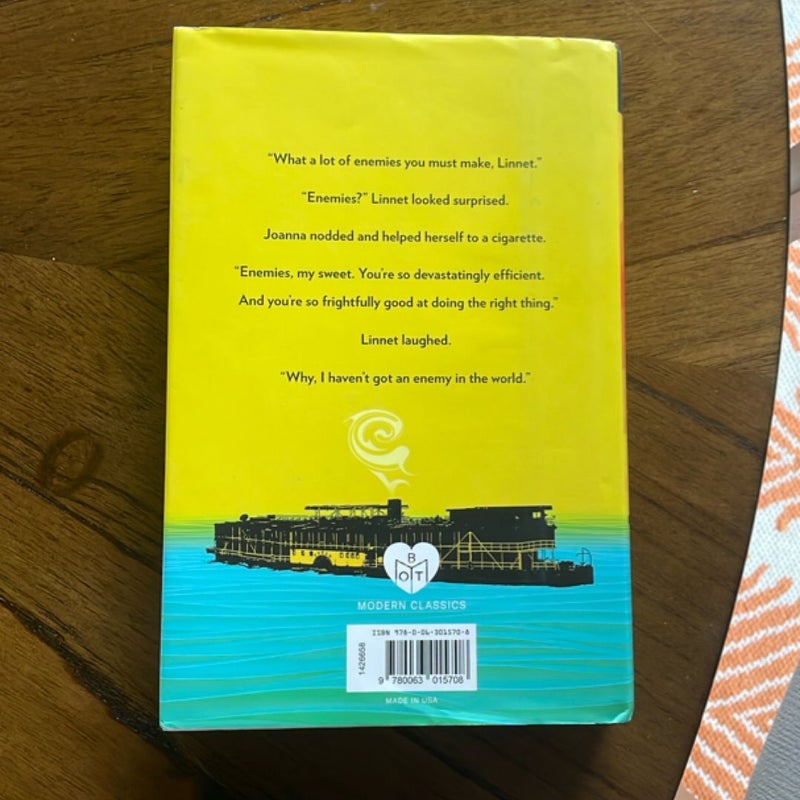 “What a lot of enemies you must make, Linnet.”
“Enemies?” Linnet looked surprised.
Joanna nodded and helped herself to a cigarette.
“Enemies, my sweet. You’re so devastatingly efficient.
And you’re so frightfully good at doing the right thing.”
Linnet laughed.
“Why, I haven’t got an enemy in the world.”
B
OT
M
MODERN CLASSICS
ISBN 978-0-06-301570-8
1426658
9 780063 015708
MADE IN USA